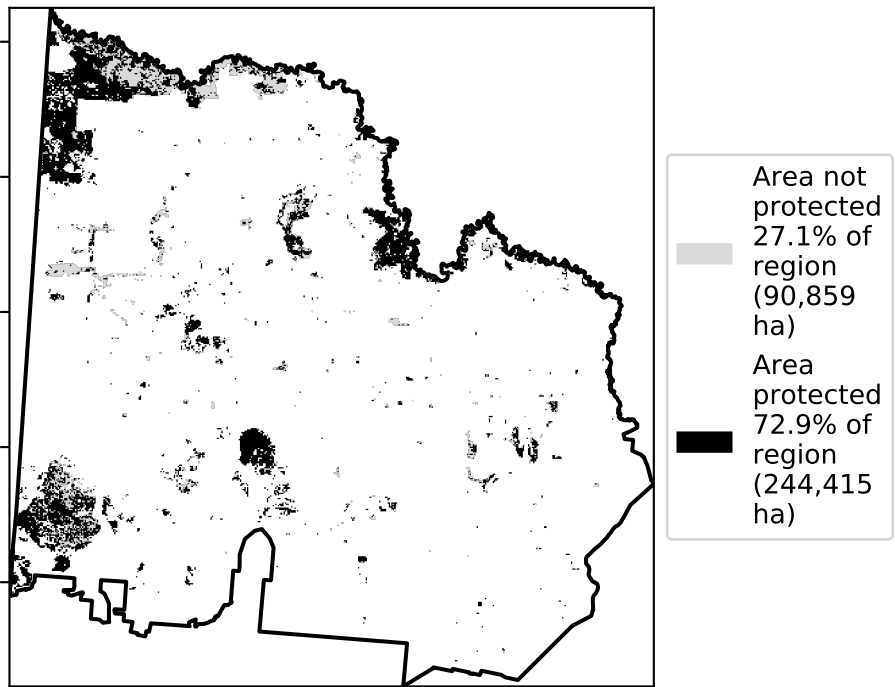 Area not
protected
27.1% of
region
(90,859
ha)
Area
protected
72.9% of
region
(244,415
ha)